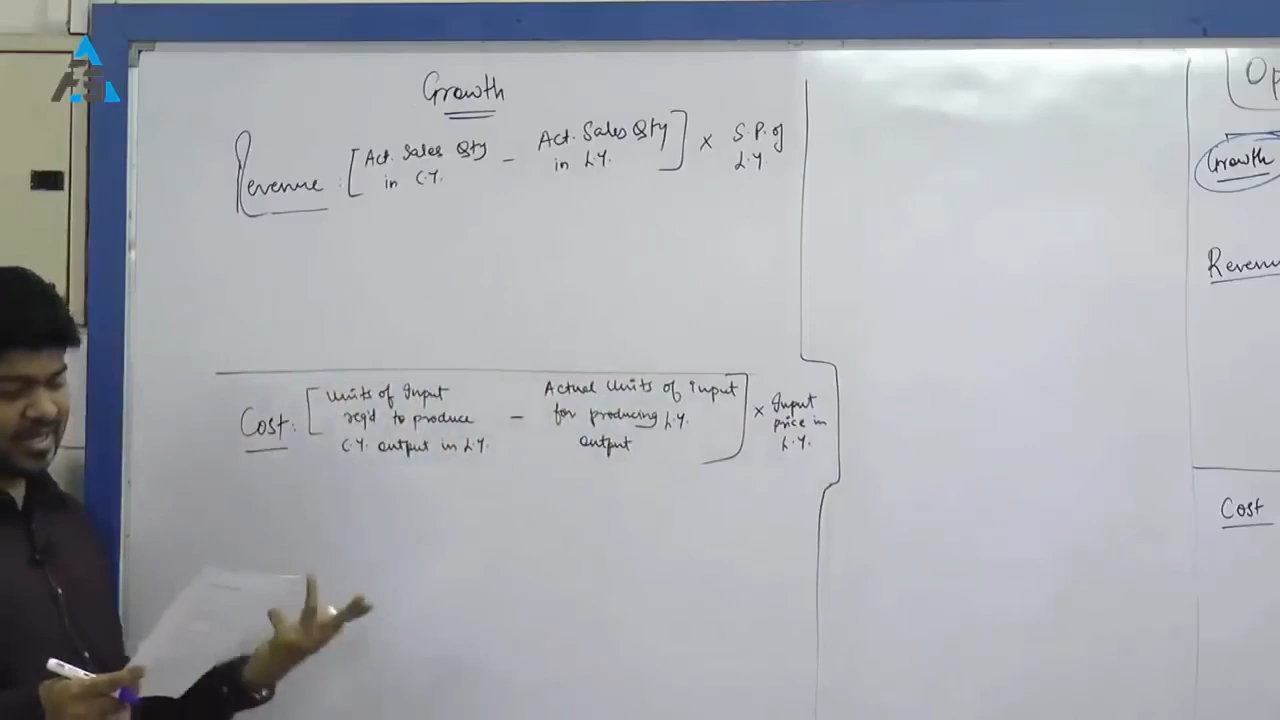 Growth
Revenue : [ Act. Sales Qty in C.Y. - Act. Sales Qty in L.Y. ] × S.P. of L.Y.
Cost : [ Units of Input req'd to produce C.Y. output in L.Y. - Actual Units of input for producing L.Y. output ] × Input price in L.Y.
Op
Growth
Revenu
Cost